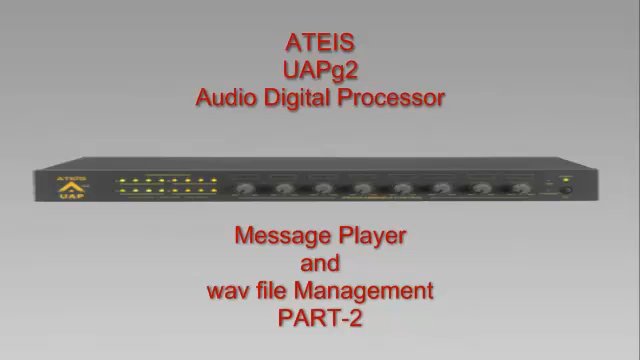 ATEIS
UAPg2
Audio Digital Processor
ATEIS
UAP
Message Player
and
wav file Management
PART-2